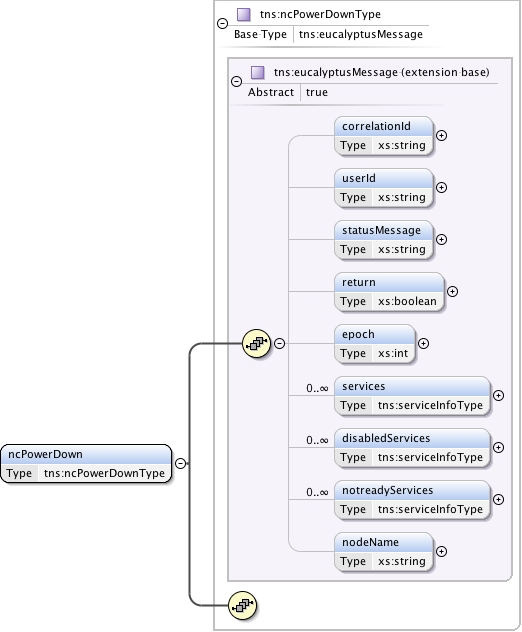 tns:ncPowerDownType
Base Type tns:eucalyptusMessage
tns:eucalyptusMessage (extension base)
Abstract true
correlationId
Type xs:string
userId
Type xs:string
statusMessage
Type xs:string
return
Type xs:boolean
epoch
Type xs:int
0..∞ services
Type tns:serviceInfoType
0..∞ disabledServices
Type tns:serviceInfoType
0..∞ notreadyServices
Type tns:serviceInfoType
nodeName
Type xs:string
ncPowerDown
Type tns:ncPowerDownType